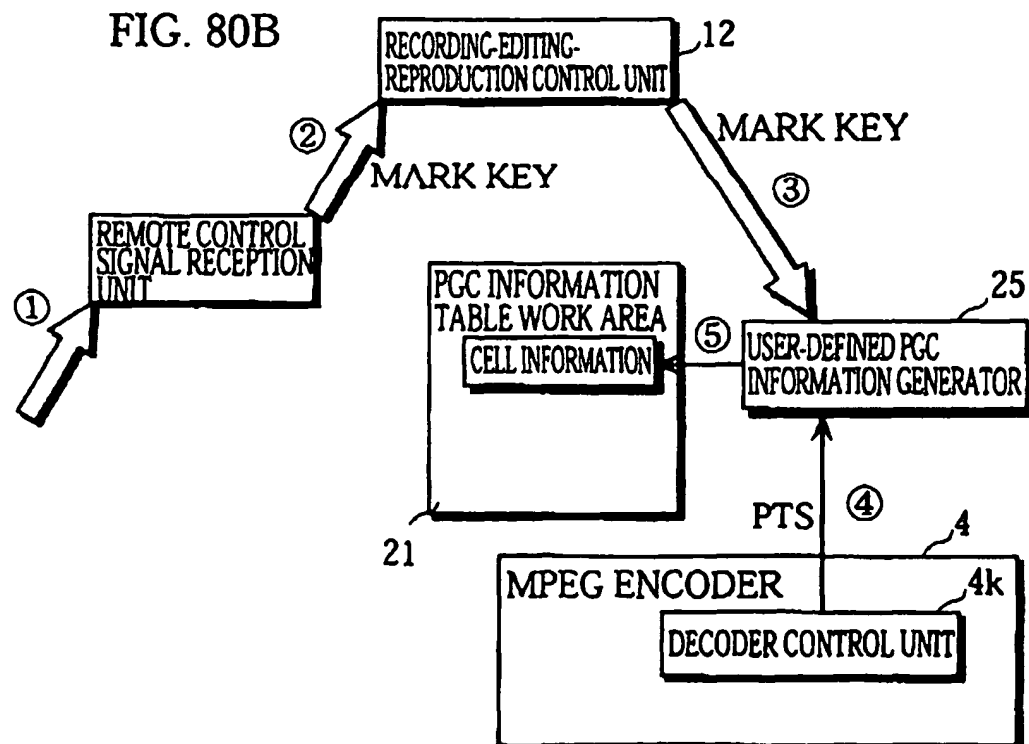 FIG. 80B
RECORDING-EDITING-
REPRODUCTION CONTROL UNIT
12
②
MARK KEY
MARK KEY
③
REMOTE CONTROL
SIGNAL RECEPTION
UNIT
①
PGC INFORMATION
TABLE WORK AREA
CELL INFORMATION
21
⑤
25
USER-DEFINED PGC
INFORMATION GENERATOR
PTS
④
4
MPEG ENCODER
4k
DECODER CONTROL UNIT